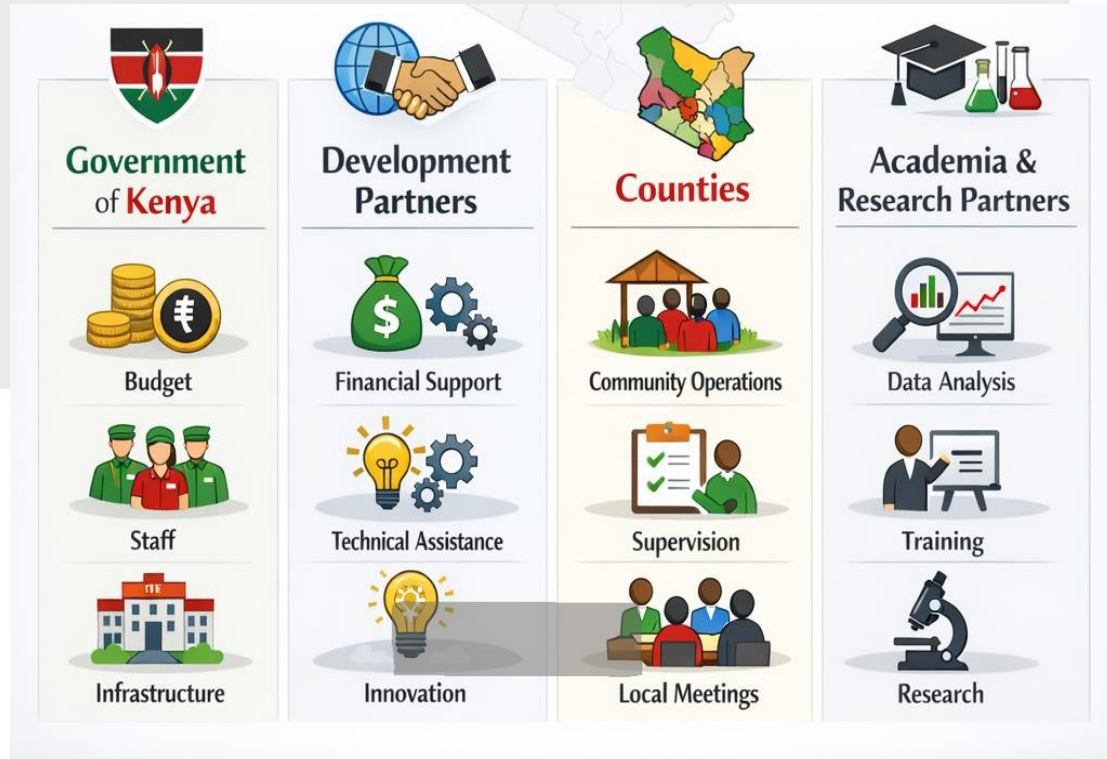 Government
of Kenya
Budget
Staff
Infrastructure
Development
Partners
$
Financial Support
Technical Assistance
Innovation
Counties
Community Operations
Supervision
Local Meetings
Academia &
Research Partners
Data Analysis
Training
Research